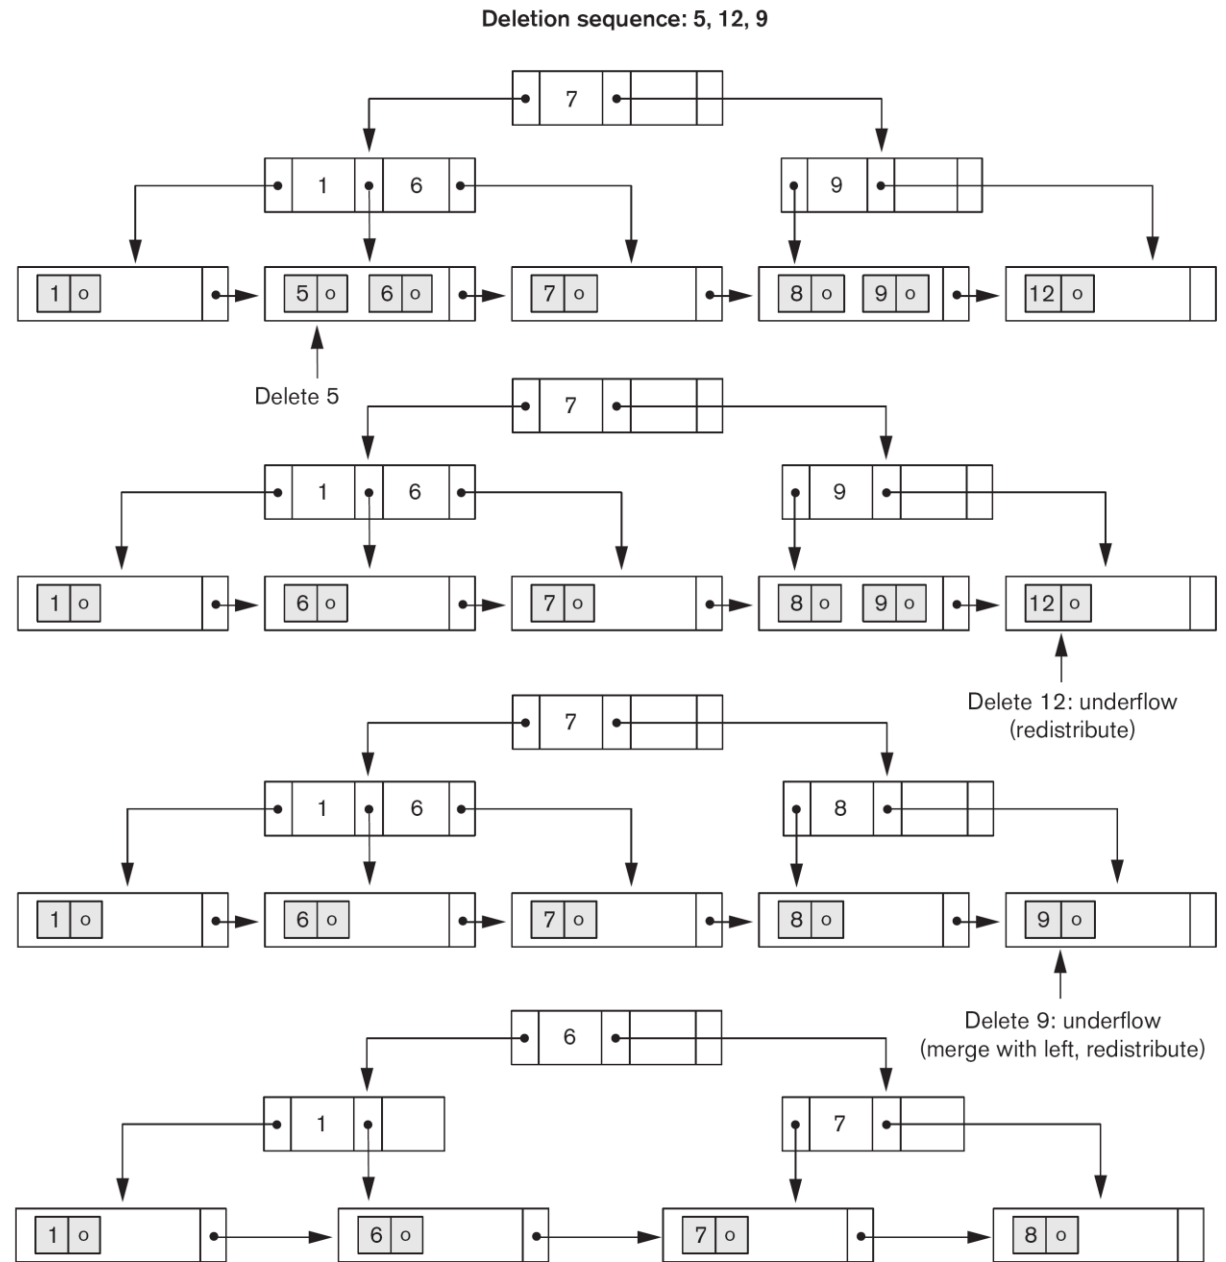 Deletion sequence: 5, 12, 9
7
1 6 9
1 o 5 o 6 o 7 o 8 o 9 o 12 o
Delete 5
7
1 6 9
1 o 6 o 7 o 8 o 9 o 12 o
Delete 12: underflow
(redistribute)
7
1 6 8
1 o 6 o 7 o 8 o 9 o
Delete 9: underflow
(merge with left, redistribute)
6
1 7
1 o 6 o 7 o 8 o